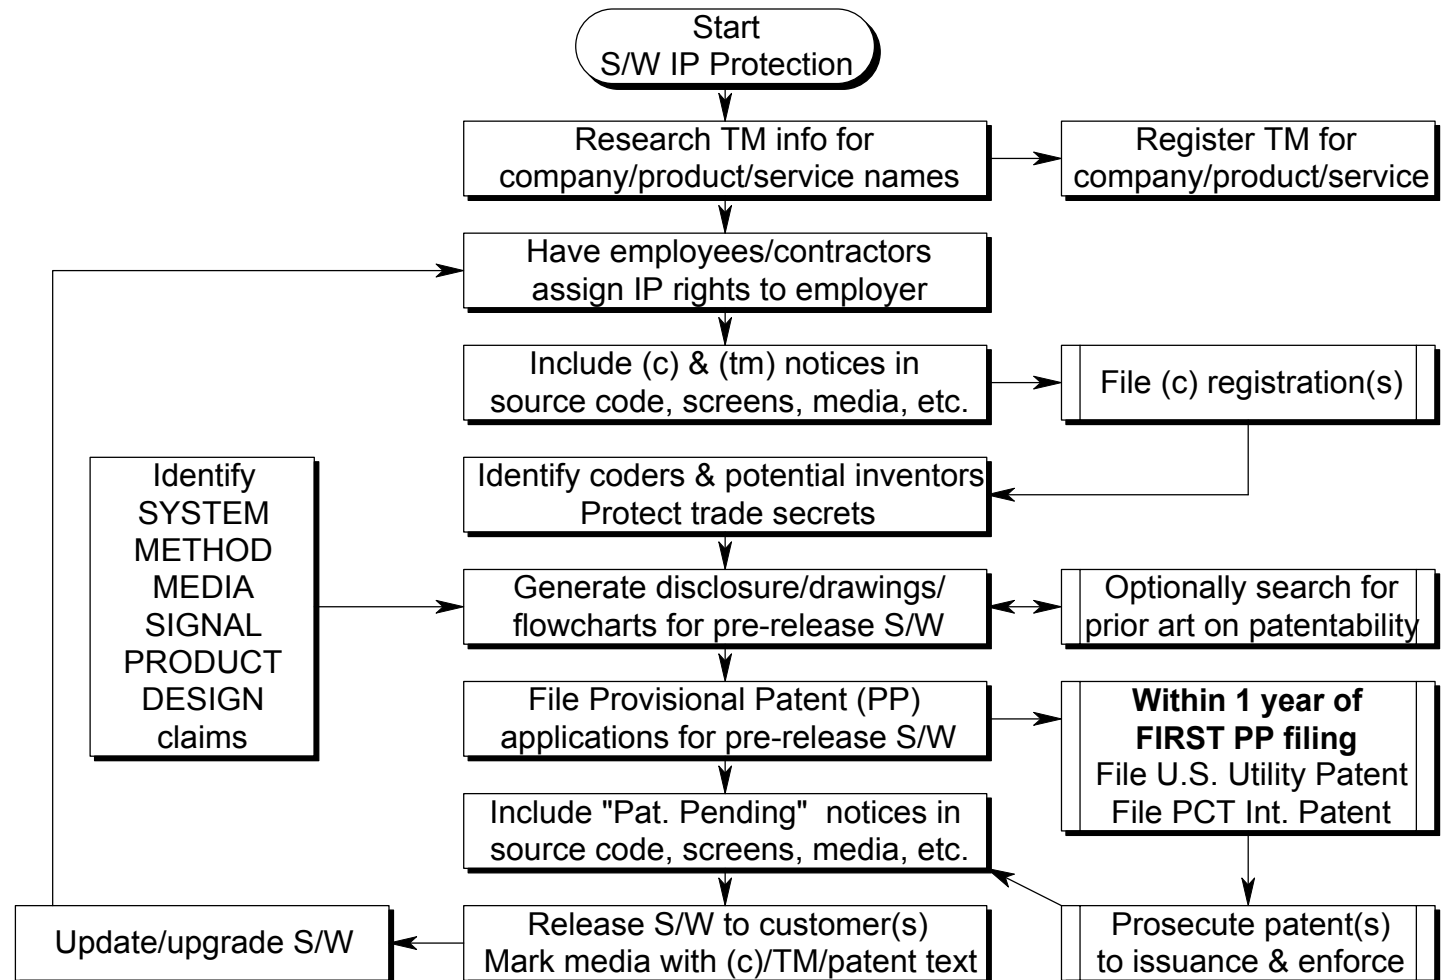 Start
S/W IP Protection
Research TM info for
company/product/service names
Register TM for
company/product/service
Have employees/contractors
assign IP rights to employer
Include (c) & (tm) notices in
source code, screens, media, etc.
File (c) registration(s)
Identify
SYSTEM
METHOD
MEDIA
SIGNAL
PRODUCT
DESIGN
claims
Identify coders & potential inventors
Protect trade secrets
Generate disclosure/drawings/
flowcharts for pre-release S/W
Optionally search for
prior art on patentability
File Provisional Patent (PP)
applications for pre-release S/W
Within 1 year of
FIRST PP filing
File U.S. Utility Patent
File PCT Int. Patent
Include "Pat. Pending" notices in
source code, screens, media, etc.
Update/upgrade S/W
Release S/W to customer(s)
Mark media with (c)/TM/patent text
Prosecute patent(s)
to issuance & enforce